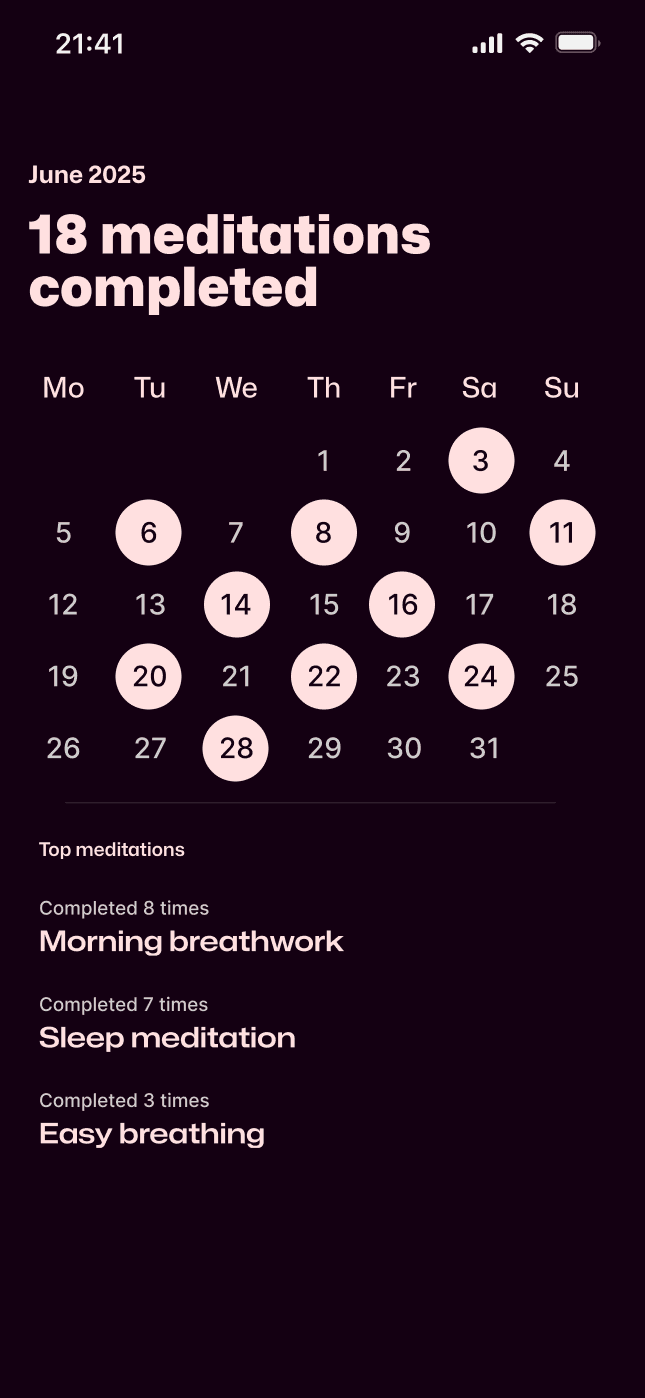 21:41
June 2025
18 meditations
completed
Mo Tu We Th Fr Sa Su
1 2 3 4
5 6 7 8 9 10 11
12 13 14 15 16 17 18
19 20 21 22 23 24 25
26 27 28 29 30 31
Top meditations
Completed 8 times
Morning breathwork
Completed 7 times
Sleep meditation
Completed 3 times
Easy breathing